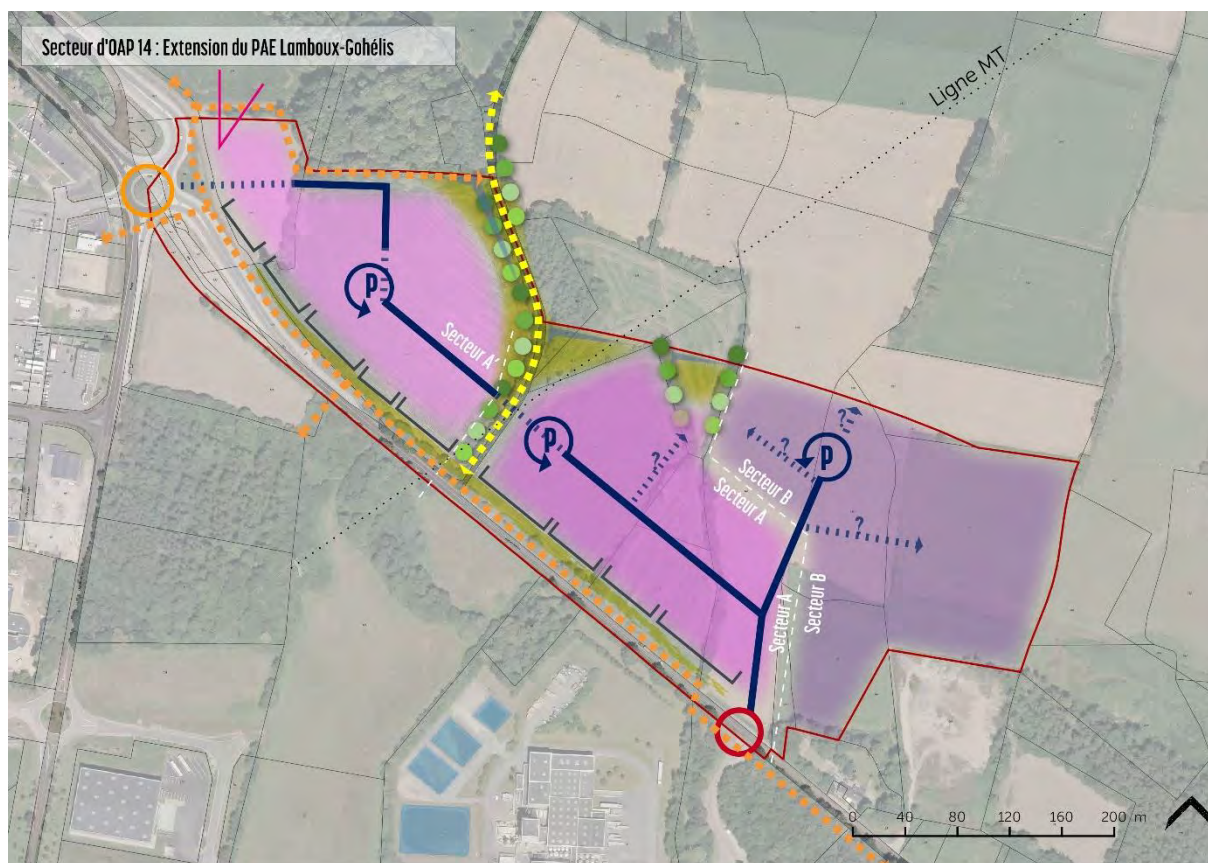 Secteur d'OAP 14 : Extension du PAE Lamboux-Gohélis
Ligne MT
P
Secteur A'
P
?
?
?
P
Secteur B
Secteur A
?
Secteur A
Secteur B
0 40 80 120 160 200 m